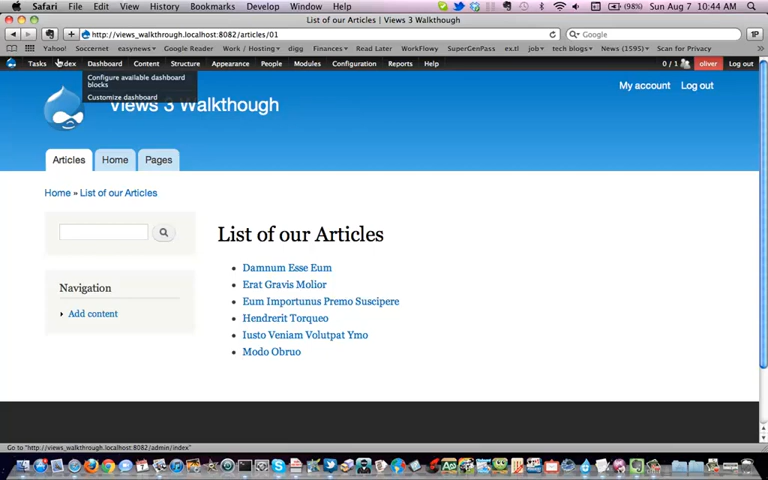 Safari File Edit View History Bookmarks Develop Window Help (98%) Sun Aug 7 10:44 AM
List of our Articles | Views 3 Walkthough
http://views_walkthrough.localhost:8082/articles/01 Google
Yahoo! Soccernet easynews Google Reader Work / Hosting digg Finances Read Later WorkFlowy SuperGenPass ex.tl job tech blogs News (1595) Scan for Privacy
Tasks Index Dashboard Content Structure Appearance People Modules Configuration Reports Help 0 / 1 oliver Log out
Configure available dashboard
blocks
Customize dashboard
Views 3 Walkthough
My account Log out
Articles Home Pages
Home » List of our Articles
List of our Articles
Navigation
Add content
Damnum Esse Eum
Erat Gravis Molior
Eum Importunus Premo Suscipere
Hendrerit Torqueo
Iusto Veniam Volutpat Ymo
Modo Obruo
Go to "http://views_walkthrough.localhost:8082/admin/index"